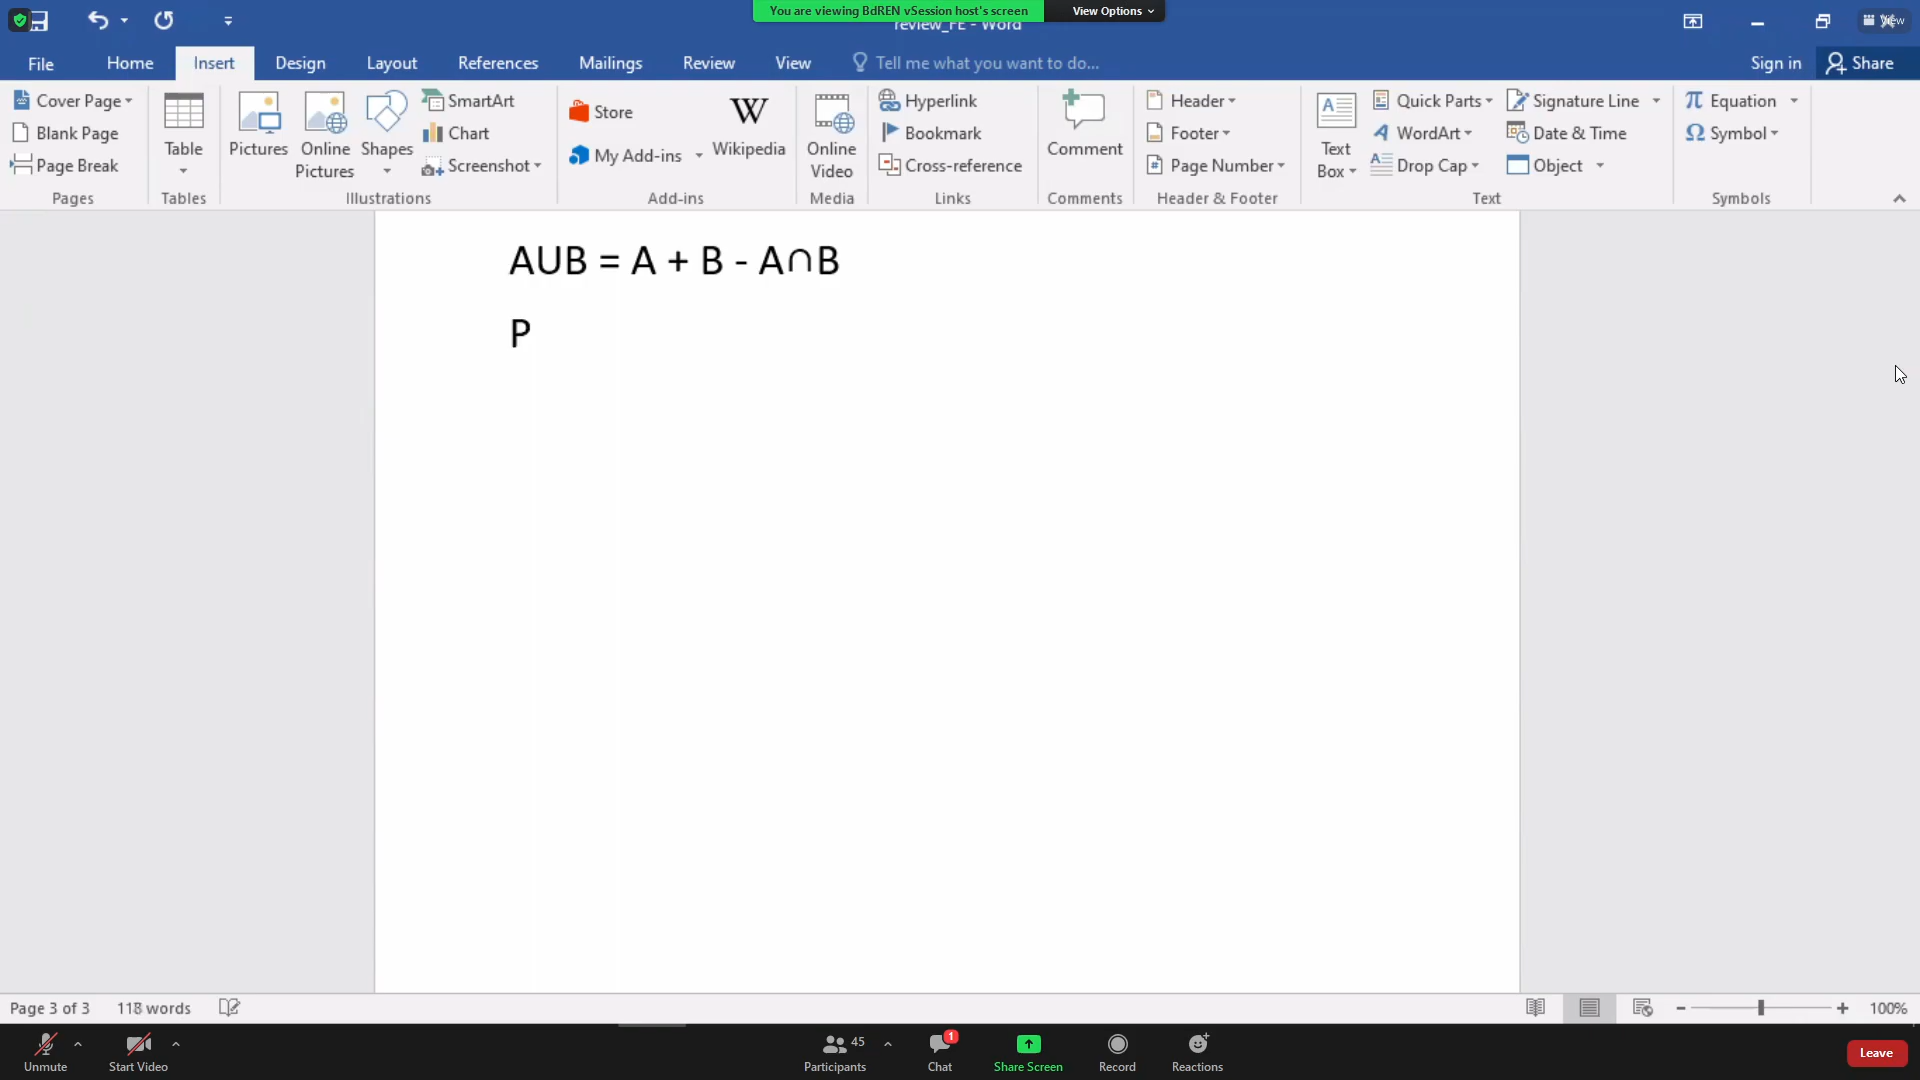 You are viewing BdREN vSession host's screen
View Options
review_FE - Word
View
File
Home
Insert
Design
Layout
References
Mailings
Review
View
Tell me what you want to do...
Sign in
Share
Cover Page
Blank Page
Page Break
Pages
Table
Tables
Pictures
Online Pictures
Shapes
SmartArt
Chart
Screenshot
Illustrations
Store
My Add-ins
W
Wikipedia
Add-ins
Online Video
Media
Hyperlink
Bookmark
Cross-reference
Links
Comment
Comments
Header
Footer
Page Number
Header & Footer
Text Box
Quick Parts
WordArt
Drop Cap
Signature Line
Date & Time
Object
Text
π Equation
Ω Symbol
Symbols
AUB = A + B - A∩B
P
Page 3 of 3
words
100%
Unmute
Start Video
Participants
45
Chat
1
Share Screen
Record
Reactions
Leave